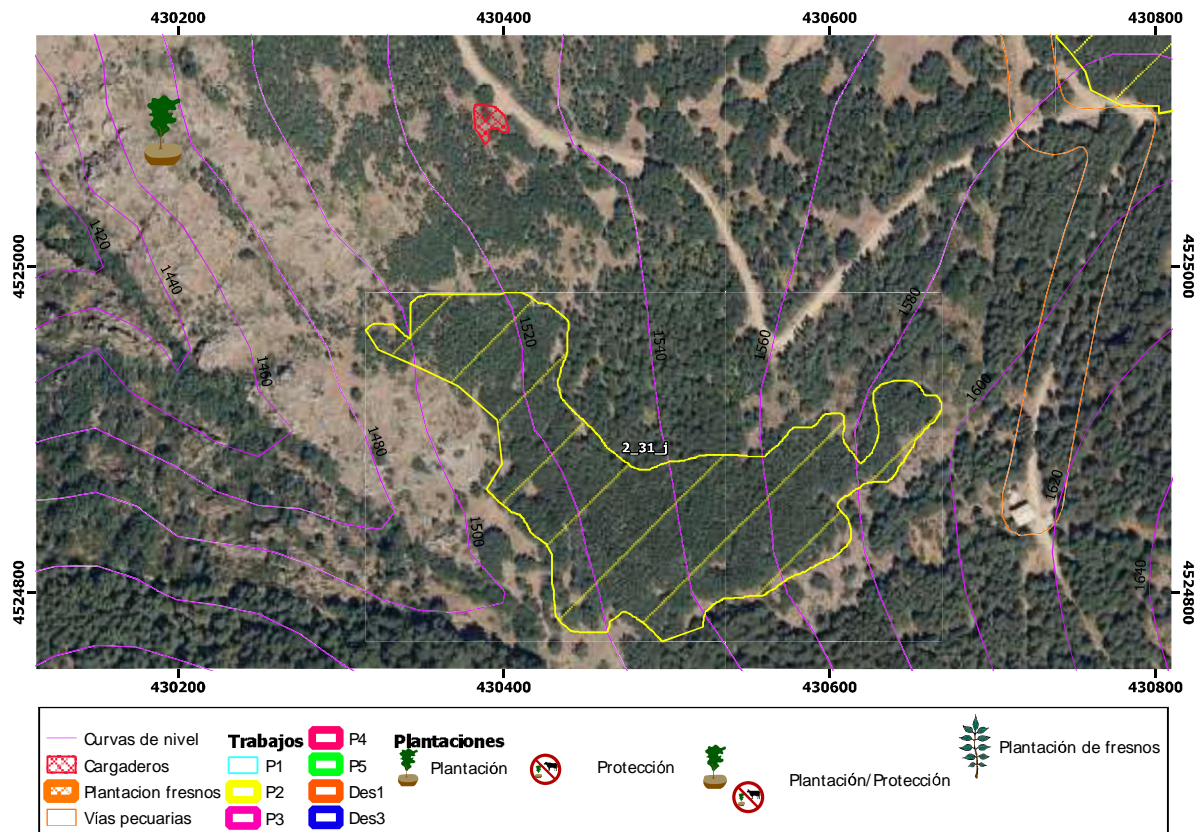 430200 430400 430600 430800
4525000
4525000
1420
1440
1460
1480
1500
1520
1540
1560
1580
1600
1620
1640
2_31_j
4524800
4524800
430200 430400 430600 430800
Curvas de nivel
Cargaderos
Plantacion fresnos
Vías pecuarias
Trabajos
P1
P2
P3
P4
P5
Des1
Des3
Plantaciones
Plantación
Protección
Plantación/Protección
Plantación de fresnos